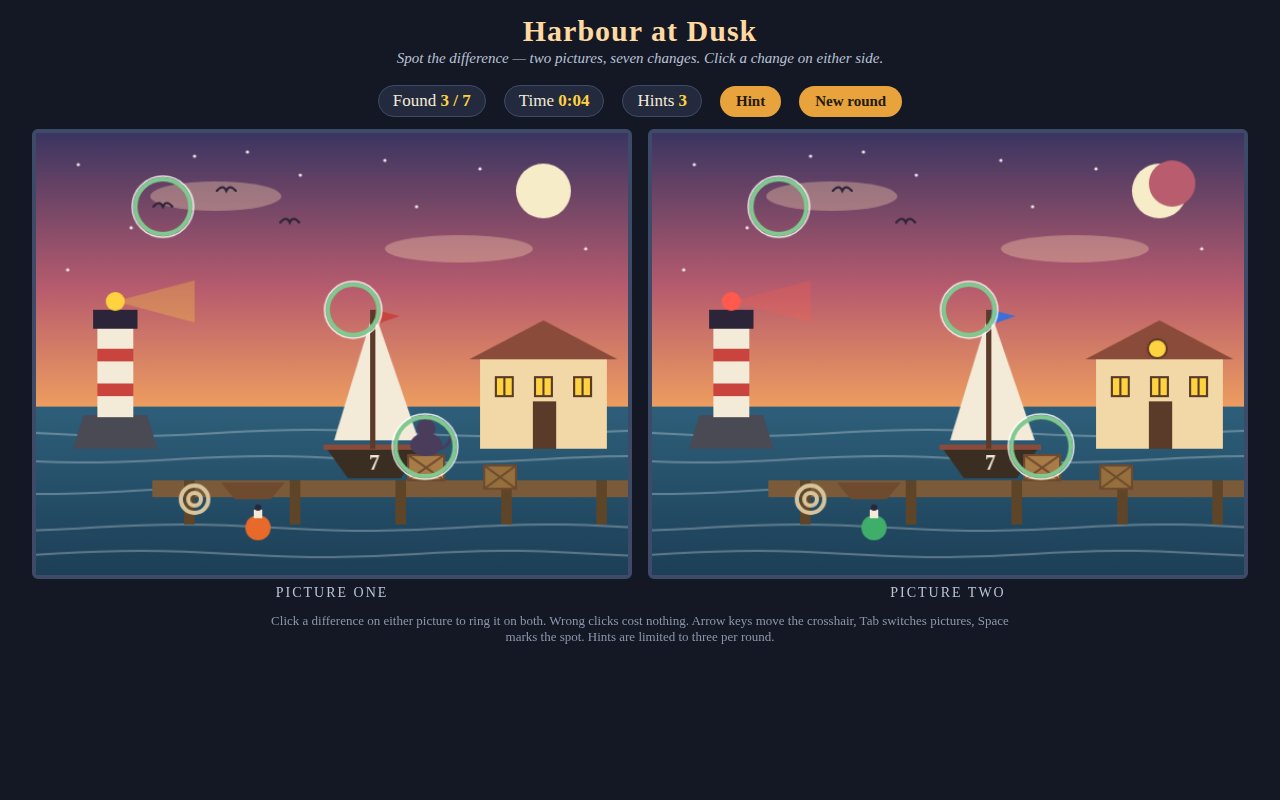 Harbour at Dusk
Spot the difference — two pictures, seven changes. Click a change on either side.
Found 3 / 7 Time 0:04 Hints 3 Hint New round
7 7
PICTURE ONE PICTURE TWO
Click a difference on either picture to ring it on both. Wrong clicks cost nothing. Arrow keys move the crosshair, Tab switches pictures, Space
marks the spot. Hints are limited to three per round.